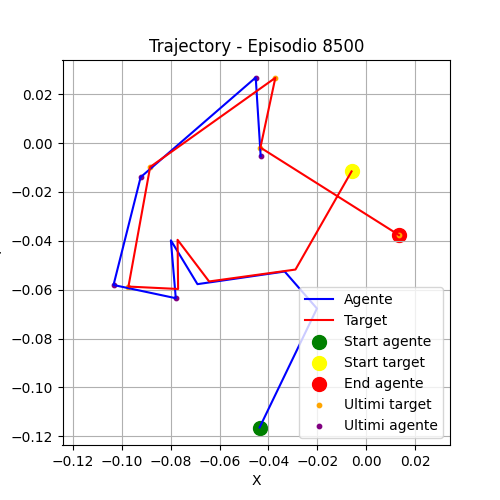 Trajectory - Episodio 8500
0.02
0.00
−0.02
−0.04
−0.06
−0.08
−0.10
−0.12
Agente
Target
Start agente
Start target
End agente
Ultimi target
Ultimi agente
−0.12 −0.10 −0.08 −0.06 −0.04 −0.02 0.00 0.02
X